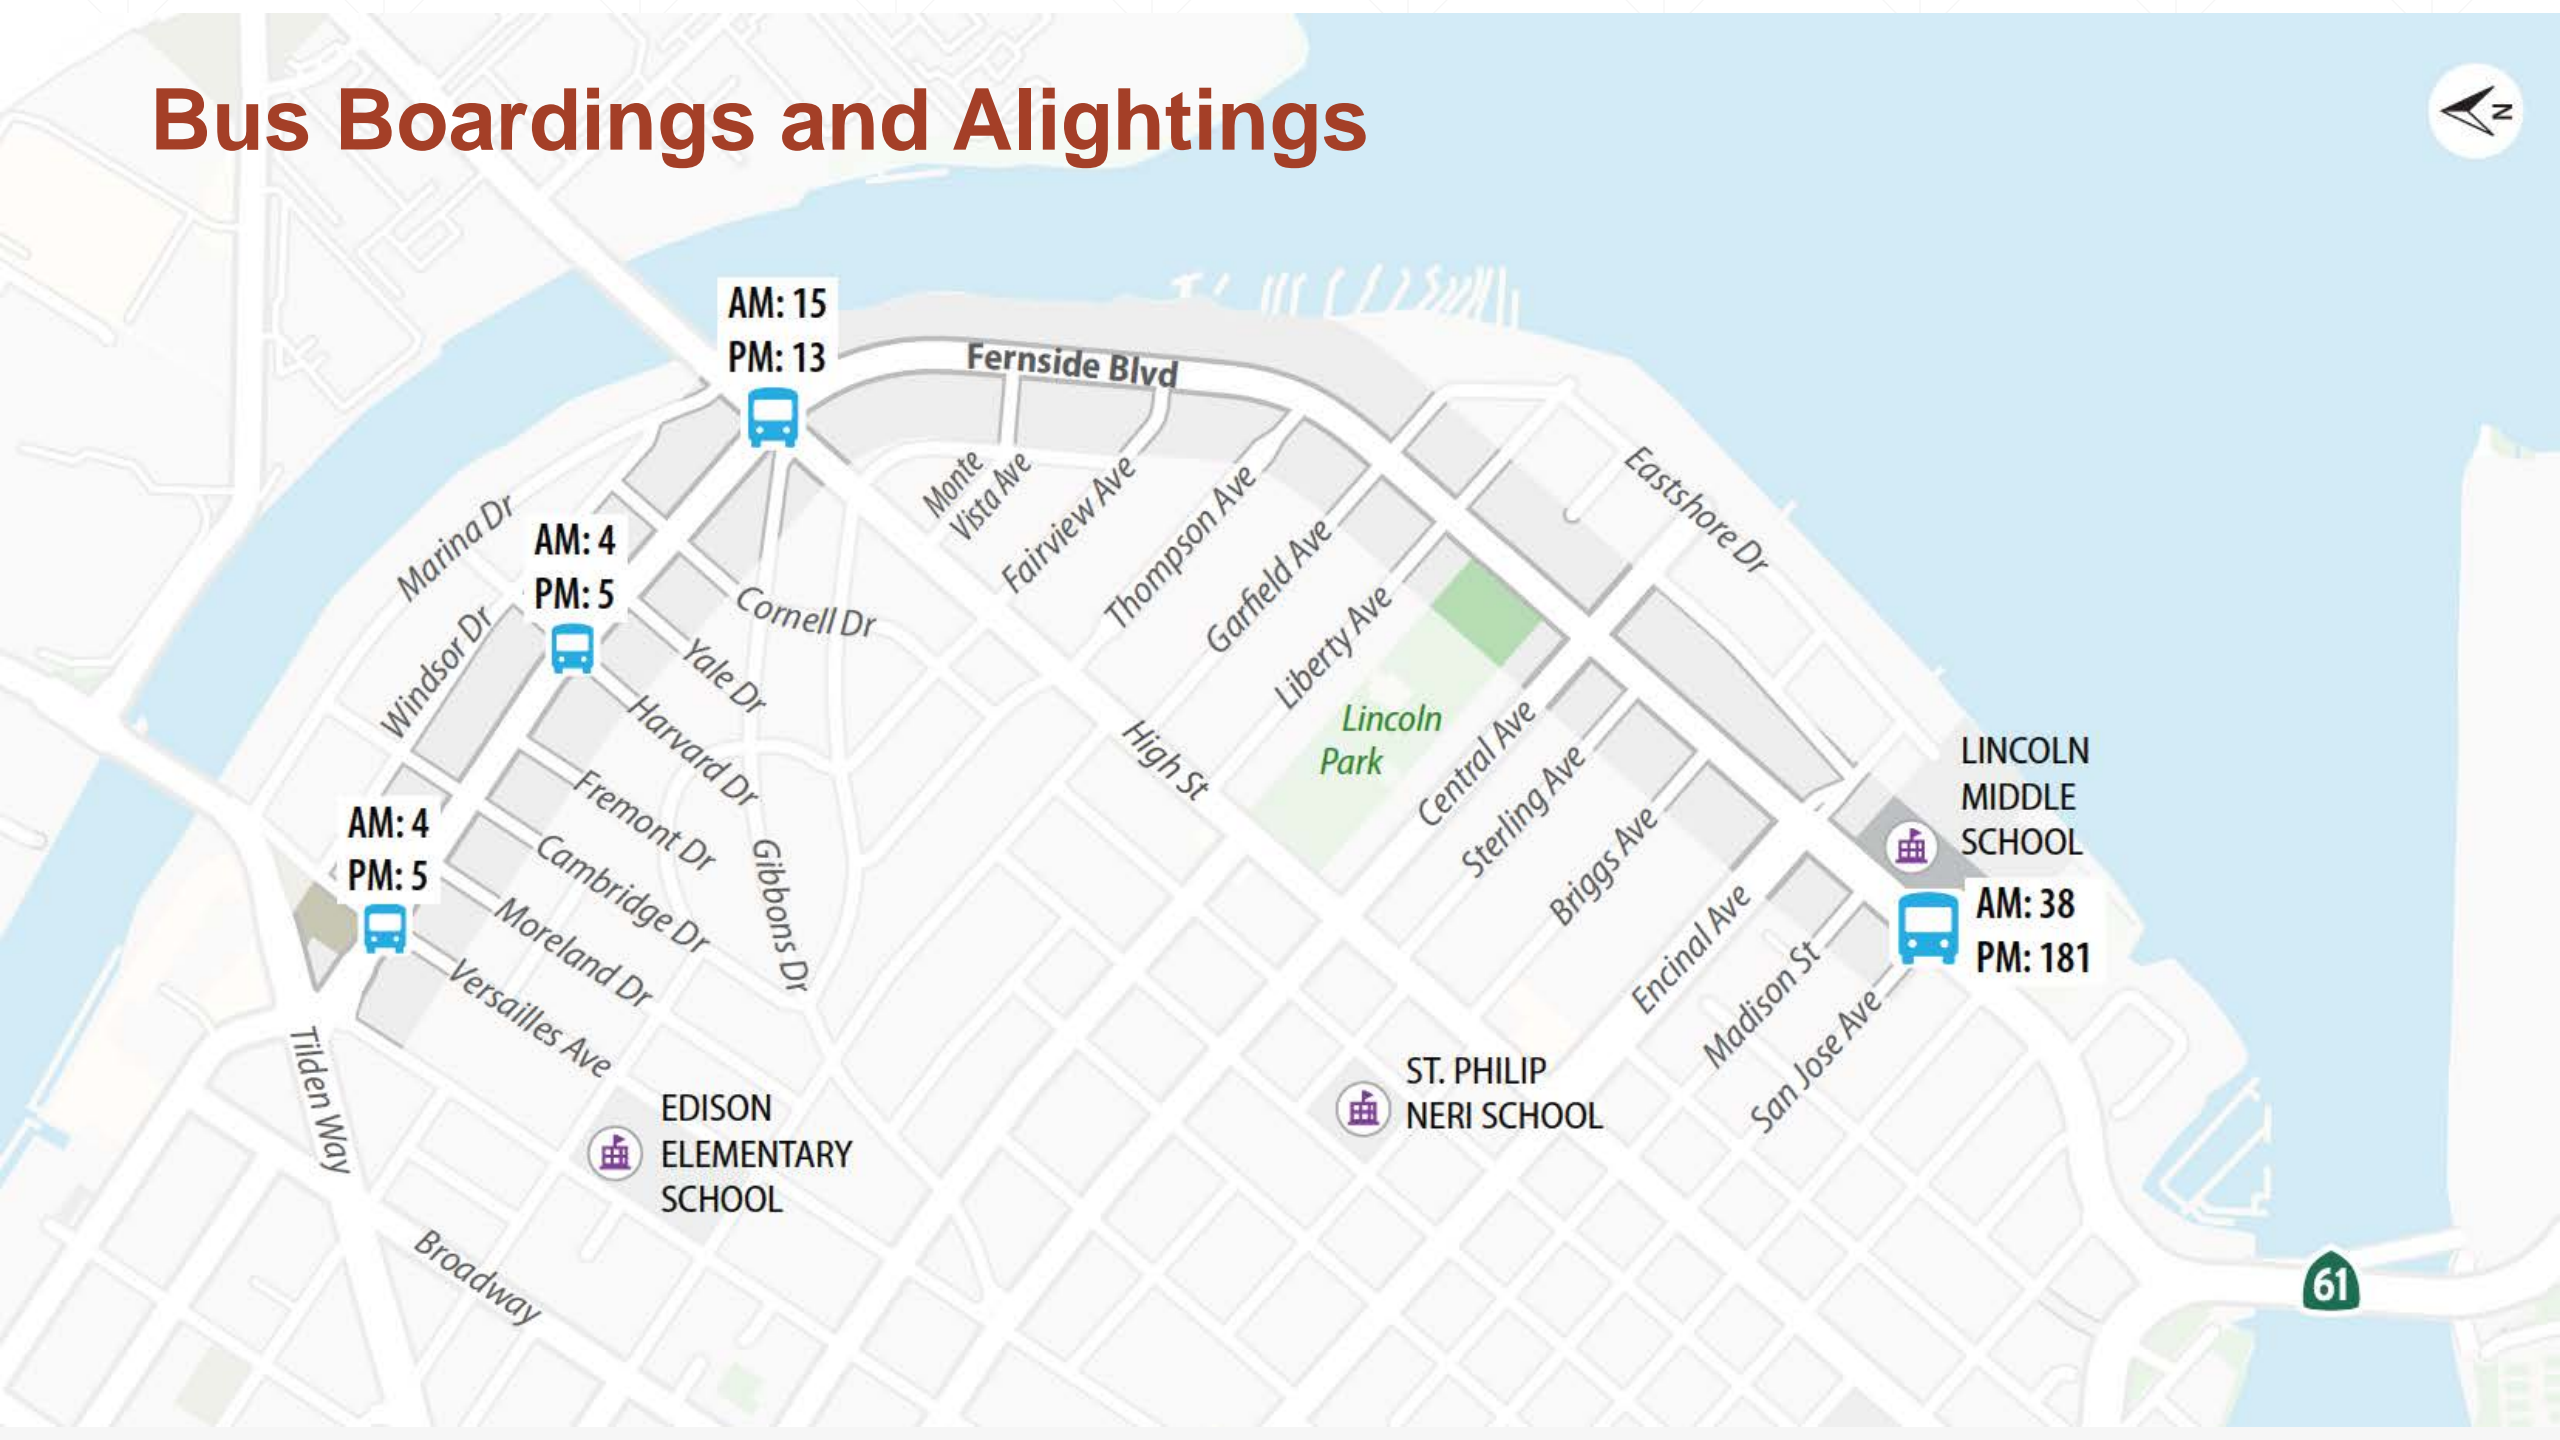 Bus Boardings and Alightings
N
AM: 15
PM: 13
Fernside Blvd
Monte
Vista Ave
Fairview Ave
Thompson Ave
Garfield Ave
Liberty Ave
Eastshore Dr
Marina Dr
AM: 4
PM: 5
Windsor Dr
Cornell Dr
Yale Dr
Harvard Dr
Fremont Dr
Cambridge Dr
Gibbons Dr
High St
Lincoln
Park
Central Ave
Sterling Ave
Briggs Ave
Encinal Ave
Madison St
San Jose Ave
LINCOLN
MIDDLE
SCHOOL
AM: 38
PM: 181
AM: 4
PM: 5
Moreland Dr
Versailles Ave
Tilden Way
EDISON
ELEMENTARY
SCHOOL
ST. PHILIP
NERI SCHOOL
Broadway
61